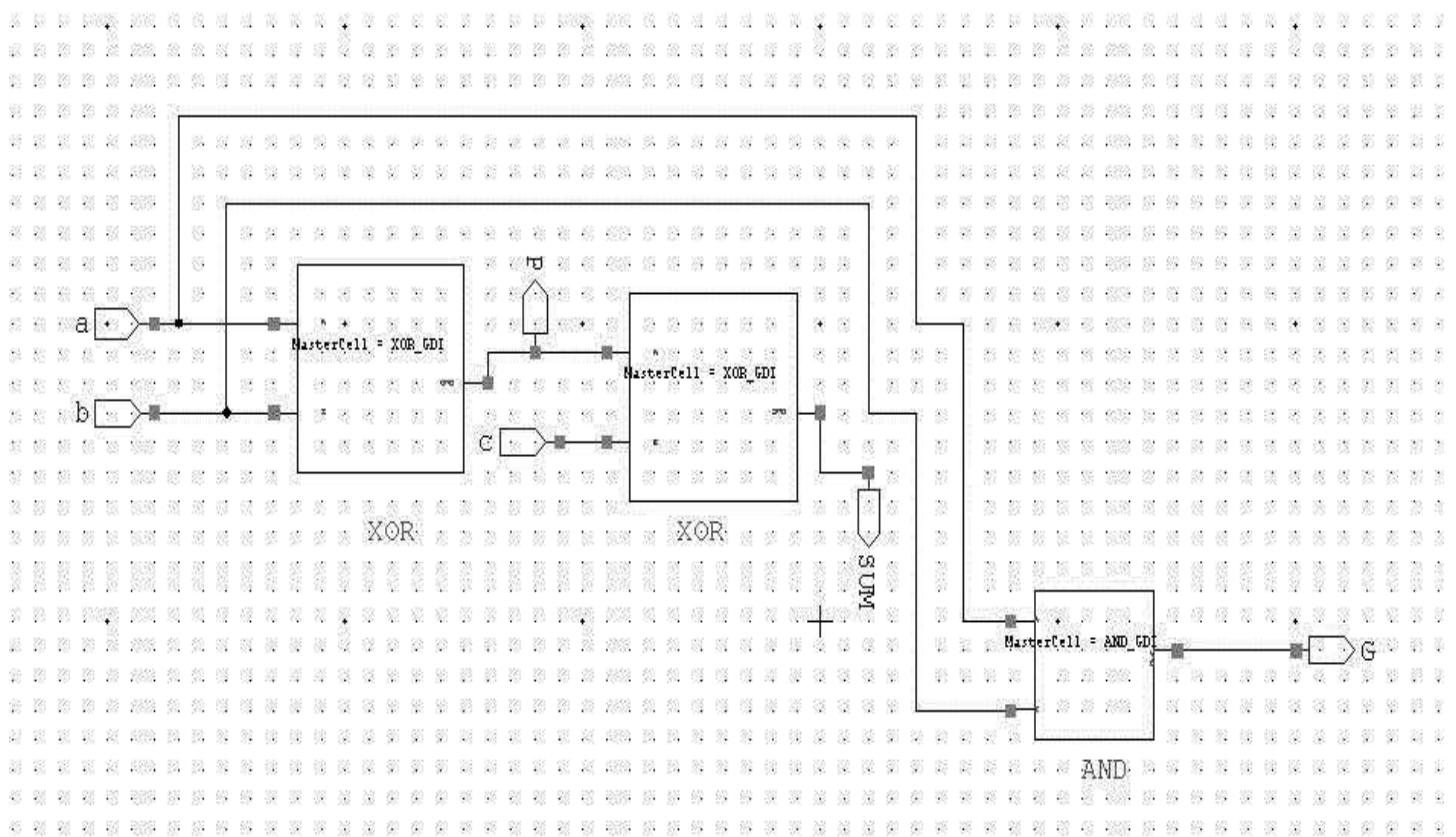 P
a
MasterCell = XOR_GDI
MasterCell = XOR_GDI
b
C
XOR
XOR
SUM
MasterCell = AND_GDI
G
AND